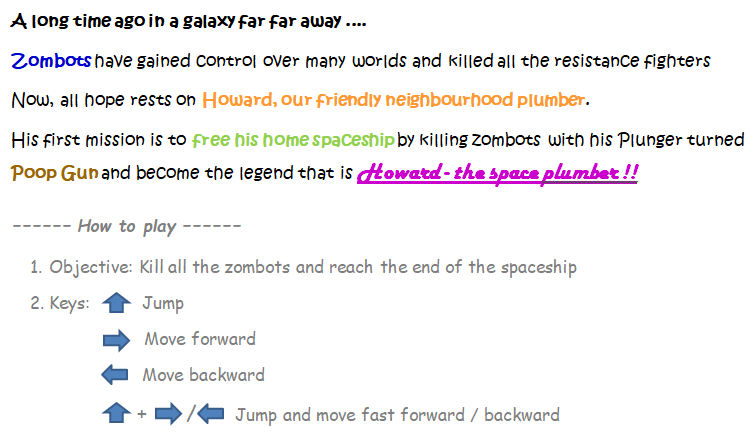 A long time ago in a galaxy far far away ....
Zombots have gained control over many worlds and killed all the resistance fighters
Now, all hope rests on Howard, our friendly neighbourhood plumber.
His first mission is to free his home spaceship by killing zombots with his Plunger turned
Poop Gun and become the legend that is Howard - the space plumber !!
------ How to play ------
1. Objective: Kill all the zombots and reach the end of the spaceship
2. Keys: Jump
Move forward
Move backward
+ / Jump and move fast forward / backward